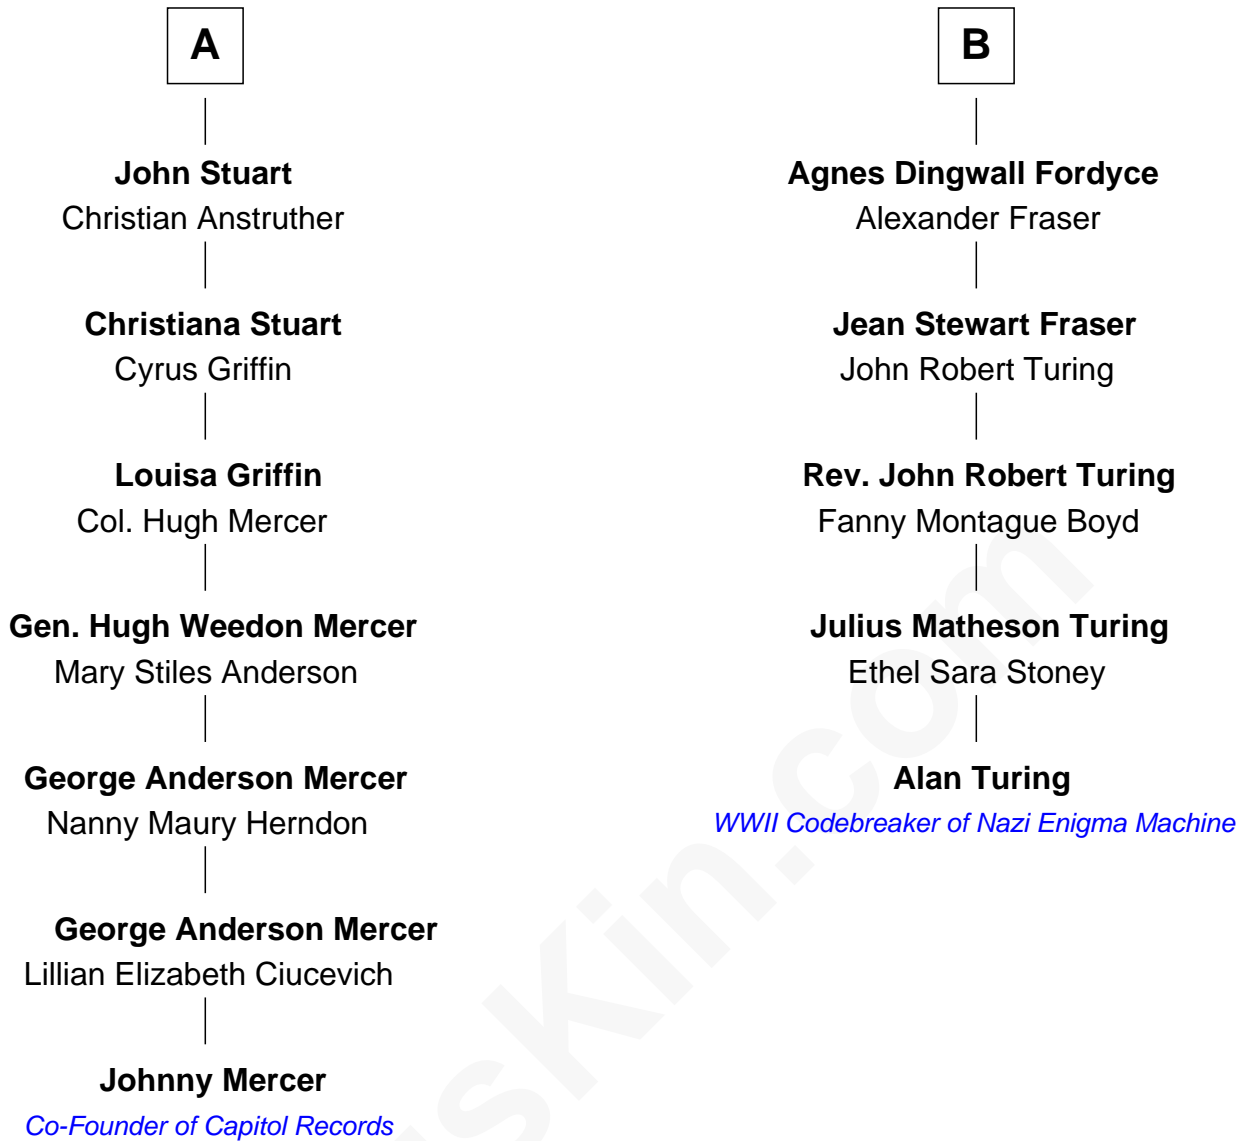 A
John Stuart
Christian Anstruther
Christiana Stuart
Cyrus Griffin
Louisa Griffin
Col. Hugh Mercer
Gen. Hugh Weedon Mercer
Mary Stiles Anderson
George Anderson Mercer
Nanny Maury Herndon
George Anderson Mercer
Lillian Elizabeth Ciucevich
Johnny Mercer
Co-Founder of Capitol Records
B
Agnes Dingwall Fordyce
Alexander Fraser
Jean Stewart Fraser
John Robert Turing
Rev. John Robert Turing
Fanny Montague Boyd
Julius Matheson Turing
Ethel Sara Stoney
Alan Turing
WWII Codebreaker of Nazi Enigma Machine
sKin.com